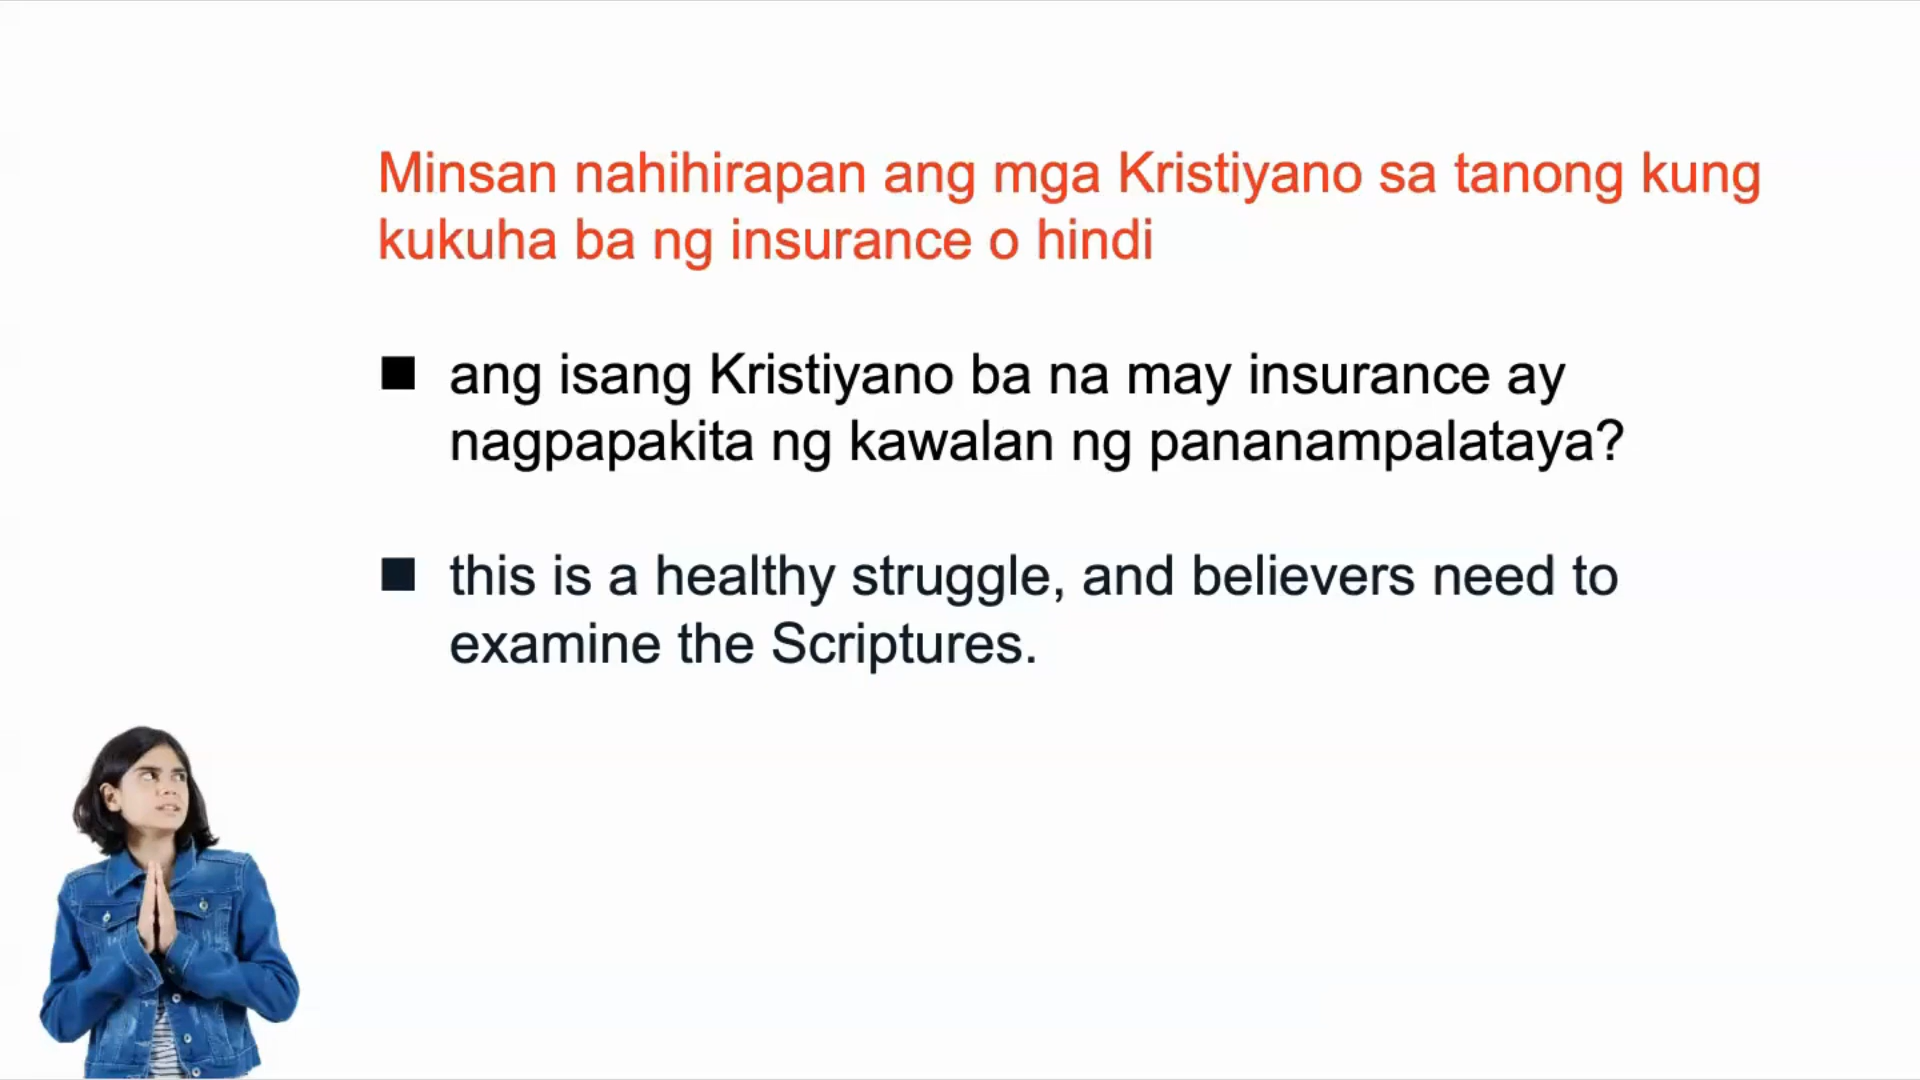 Minsan nahihirapan ang mga Kristiyano sa tanong kung
kukuha ba ng insurance o hindi
■ ang isang Kristiyano ba na may insurance ay
nagpapakita ng kawalan ng pananampalataya?
■ this is a healthy struggle, and believers need to
examine the Scriptures.